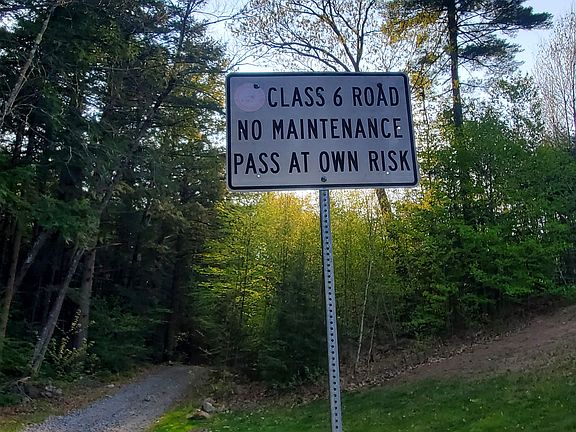 CLASS 6 ROAD
NO MAINTENANCE
PASS AT OWN RISK